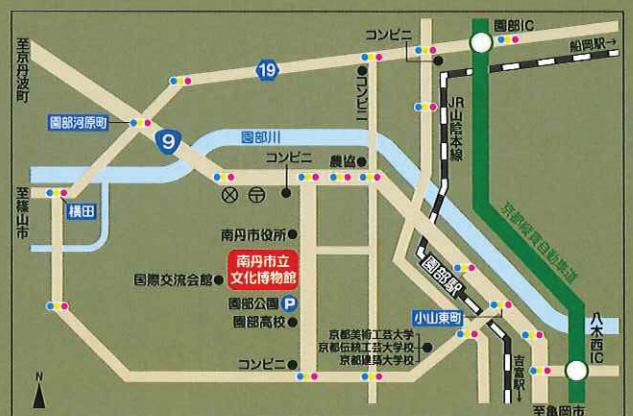 園部IC
コンビニ
船岡駅→
至京丹波町
19
コンビニ
JR山陰本線
園部河原町
9
園部川
コンビニ
農協
京都縦貫自動車道
至篠山市
横田
南丹市役所
南丹市立
文化博物館
国際交流会館
園部駅
園部公園 P
小山東町
園部高校
京都美術工芸大学
京都伝統工芸大学校
京都建築大学校
八木西IC
コンビニ
吉富駅→
至亀岡市
N